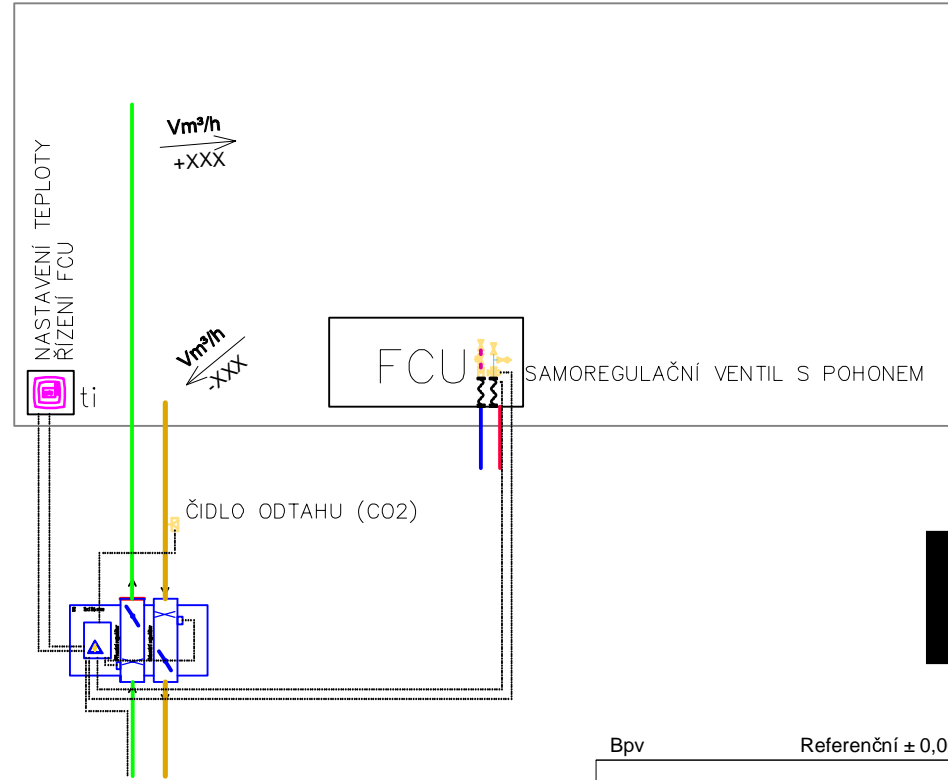 Vm³/h
+XXX
NASTAVENÍ TEPLOTY
ŘÍZENÍ FCU
Vm³/h
-XXX
FCU
SAMOREGULAČNÍ VENTIL S POHONEM
ti
ČIDLO ODTAHU (CO2)
Bpv Referenční ± 0,0